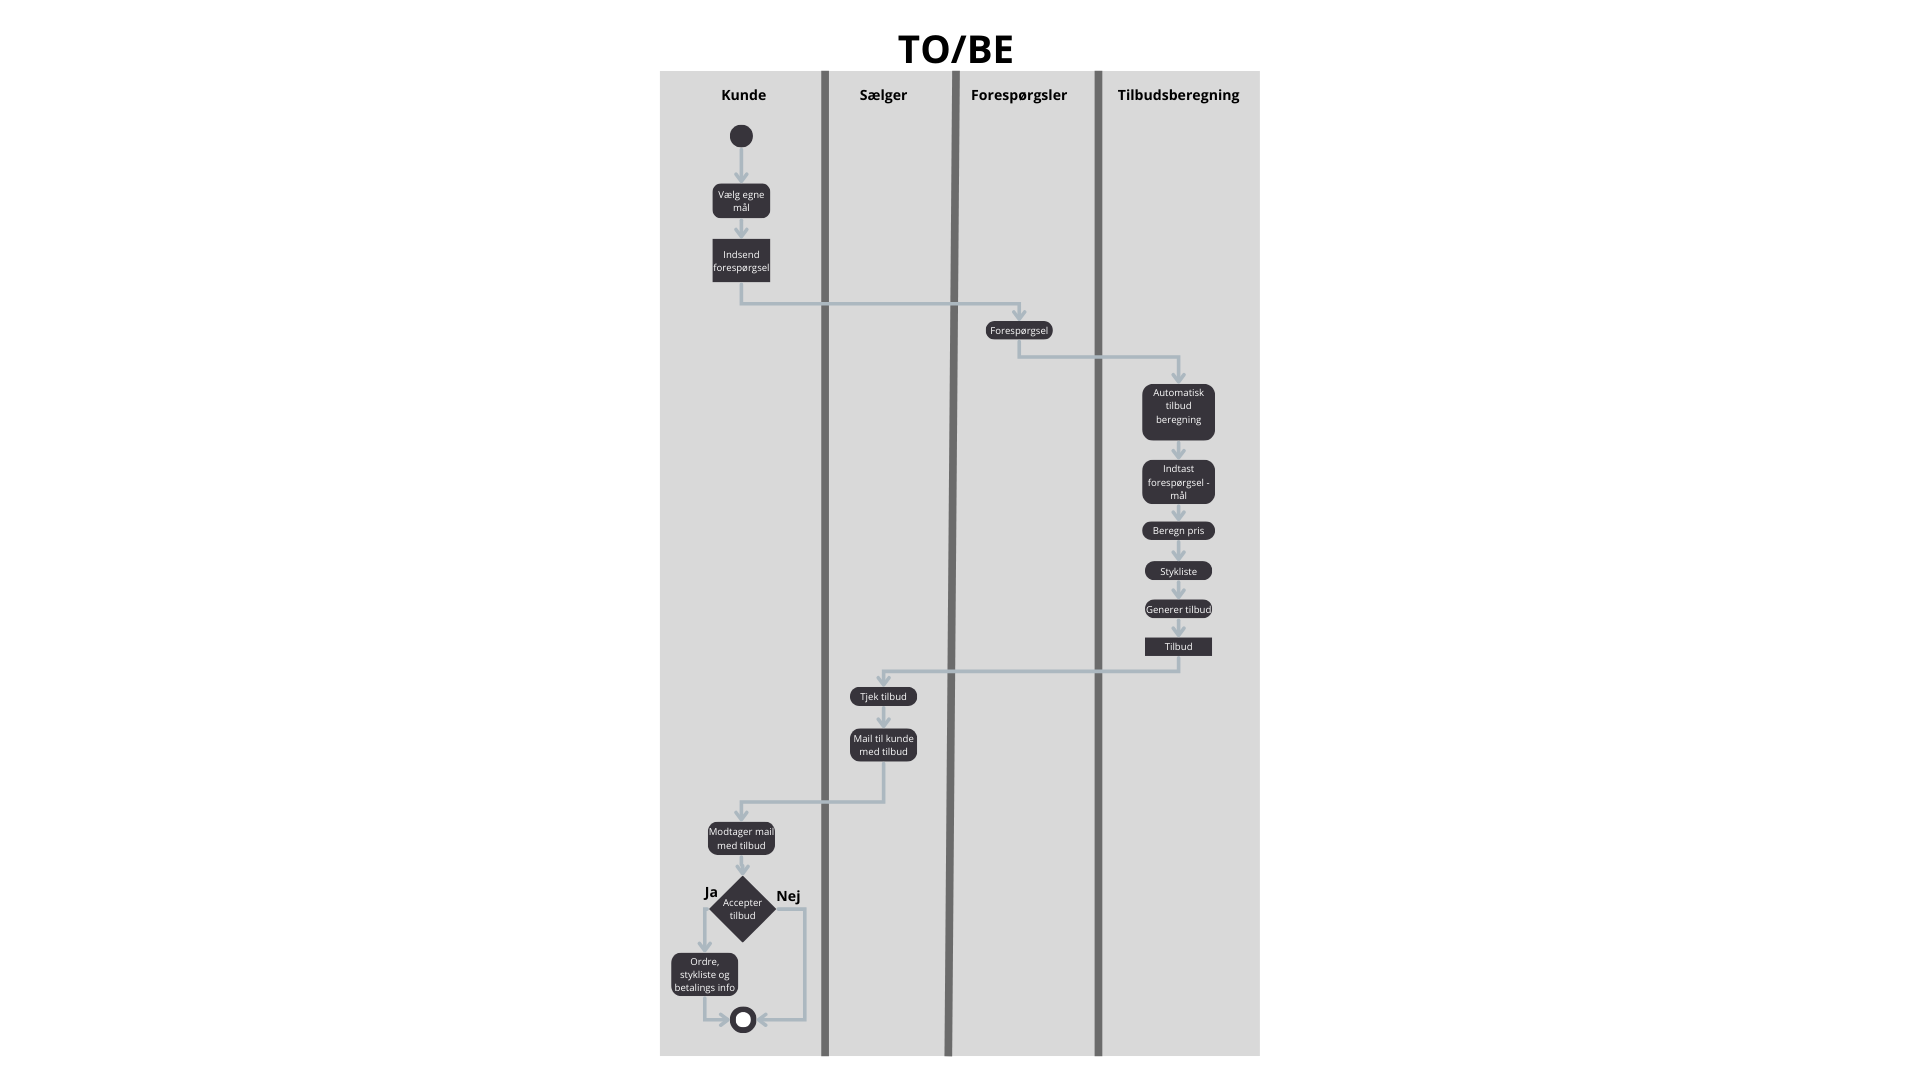 TO/BE
Kunde
Sælger
Forespørgsler
Tilbudsberegning
Vælg egne
mål
Indsend
forespørgsel
Forespørgsel
Automatisk
tilbud
beregning
Indtast
forespørgsel -
mål
Beregn pris
Stykliste
Generer tilbud
Tilbud
Tjek tilbud
Mail til kunde
med tilbud
Modtager mail
med tilbud
Ja
Nej
Accepter
tilbud
Ordre,
stykliste og
betalings info